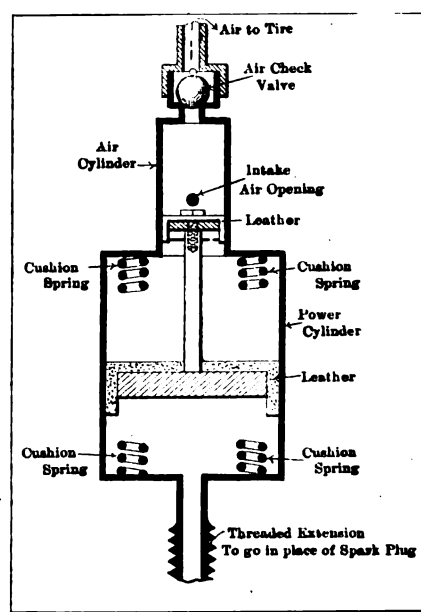 Air to Tire
Air Check
Valve
Air
Cylinder
Intake
Air Opening
Leather
Cushion
Spring
Cushion
Spring
Power
Cylinder
Leather
Cushion
Spring
Cushion
Spring
Threaded Extension
To go in place of Spark Plug